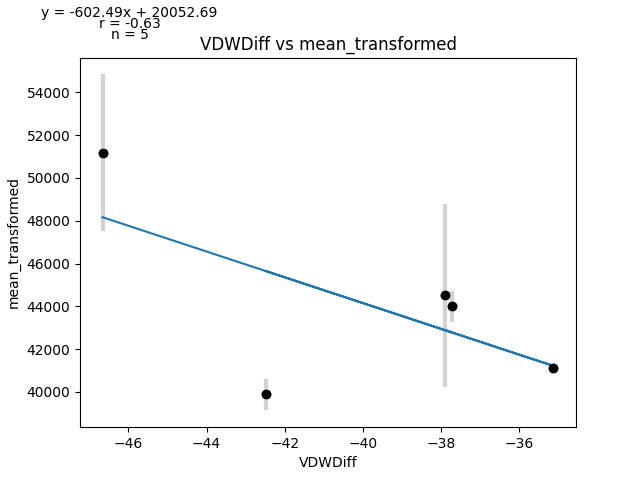 y = -602.49x + 20052.69
r = -0.63
n = 5
VDWDiff vs mean_transformed
54000
52000
50000
48000
46000
44000
42000
40000
mean_transformed
−46
−44
−42
−40
−38
−36
VDWDiff